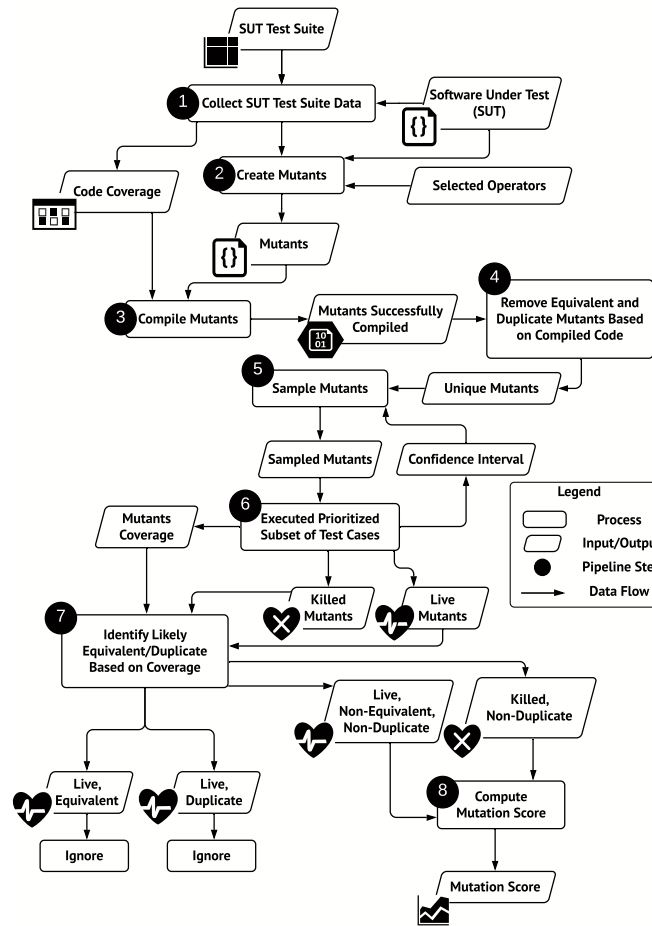 SUT Test Suite
1
Collect SUT Test Suite Data
Software Under Test
(SUT)
{}
2
Create Mutants
Selected Operators
Code Coverage
Mutants
{}
3
Compile Mutants
Mutants Successfully
Compiled
10
01
4
Remove Equivalent and
Duplicate Mutants Based
on Compiled Code
5
Sample Mutants
Unique Mutants
Sampled Mutants
Confidence Interval
6
Executed Prioritized
Subset of Test Cases
Mutants
Coverage
Legend
Process
Input/Outpu
Pipeline Ste
Data Flow
Killed
Mutants
Live
Mutants
7
Identify Likely
Equivalent/Duplicate
Based on Coverage
Live,
Non-Equivalent,
Non-Duplicate
Killed,
Non-Duplicate
Live,
Equivalent
Live,
Duplicate
8
Compute
Mutation Score
Ignore
Ignore
Mutation Score